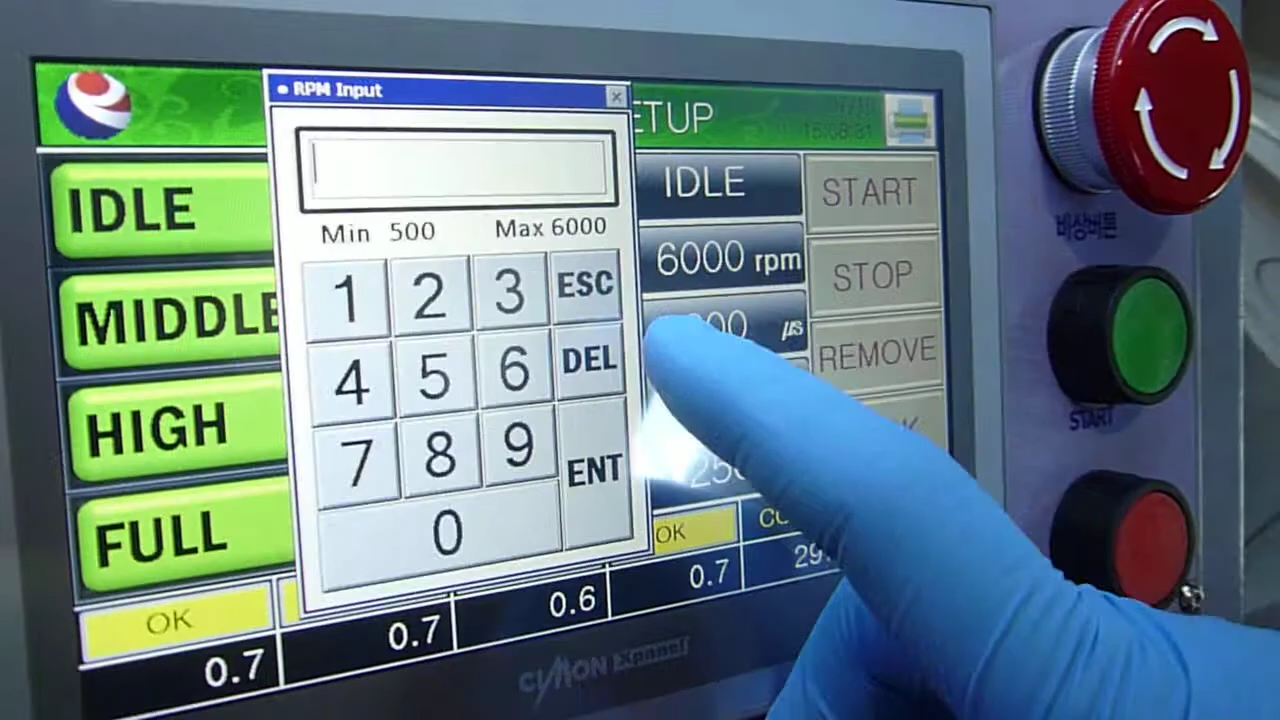 RPM Input
ETUP
Min 500 Max 6000
1 2 3 ESC
4 5 6 DEL
7 8 9 ENT
0
IDLE
MIDDLE
HIGH
FULL
IDLE
6000 rpm
µs
START
STOP
REMOVE
OK
OK
0.7
0.7
0.6
0.7
29.
CIMON Xpanel
비상버튼
START